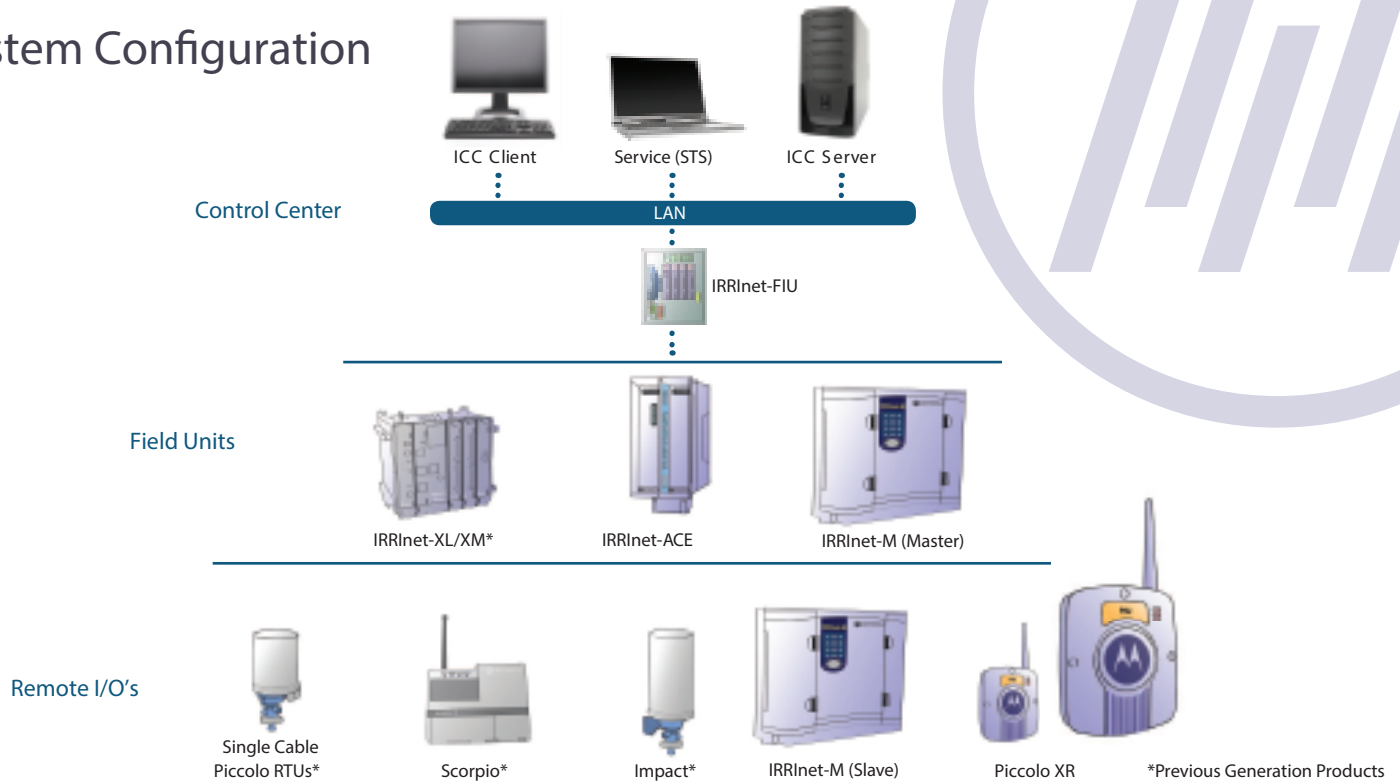 stem Configuration
ICC Client
Service (STS)
ICC Server
Control Center
LAN
IRRInet-FIU
Field Units
IRRInet-XL/XM*
IRRInet-ACE
IRRInet-M (Master)
Remote I/O's
Single Cable
Piccolo RTUs*
Scorpio*
Impact*
IRRInet-M (Slave)
Piccolo XR
*Previous Generation Products